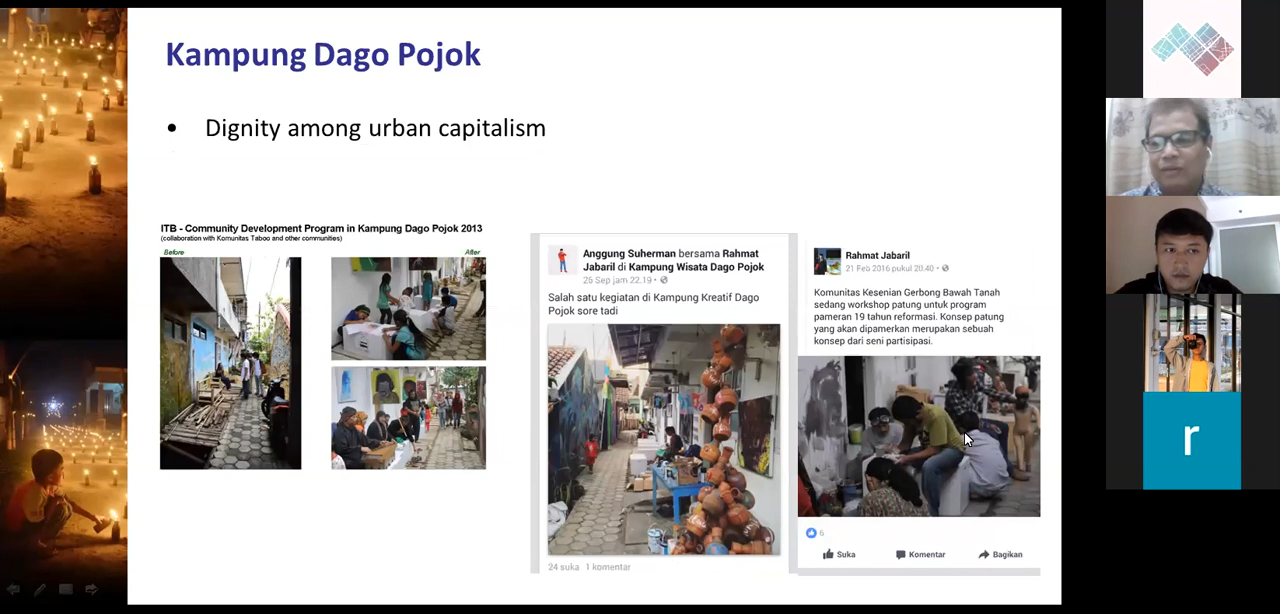 Kampung Dago Pojok
• Dignity among urban capitalism
ITB - Community Development Program in Kampung Dago Pojok 2013
(collaboration with Komunitas Taboo and other communities)
Before
After
Anggung Suherman bersama Rahmat
Jabaril di Kampung Wisata Dago Pojok
26 Sep jam 22.19 •
Salah satu kegiatan di Kampung Kreatif Dago
Pojok sore tadi
24 suka 1 komentar
Rahmat Jabaril
21 Feb 2016 pukul 20.40 •
Komunitas Kesenian Gerbong Bawah Tanah
sedang workshop patung untuk program
pameran 19 tahun reformasi. Konsep patung
yang akan dipamerkan merupakan sebuah
konsep dari seni partisipasi.
6
Suka Komentar Bagikan
r